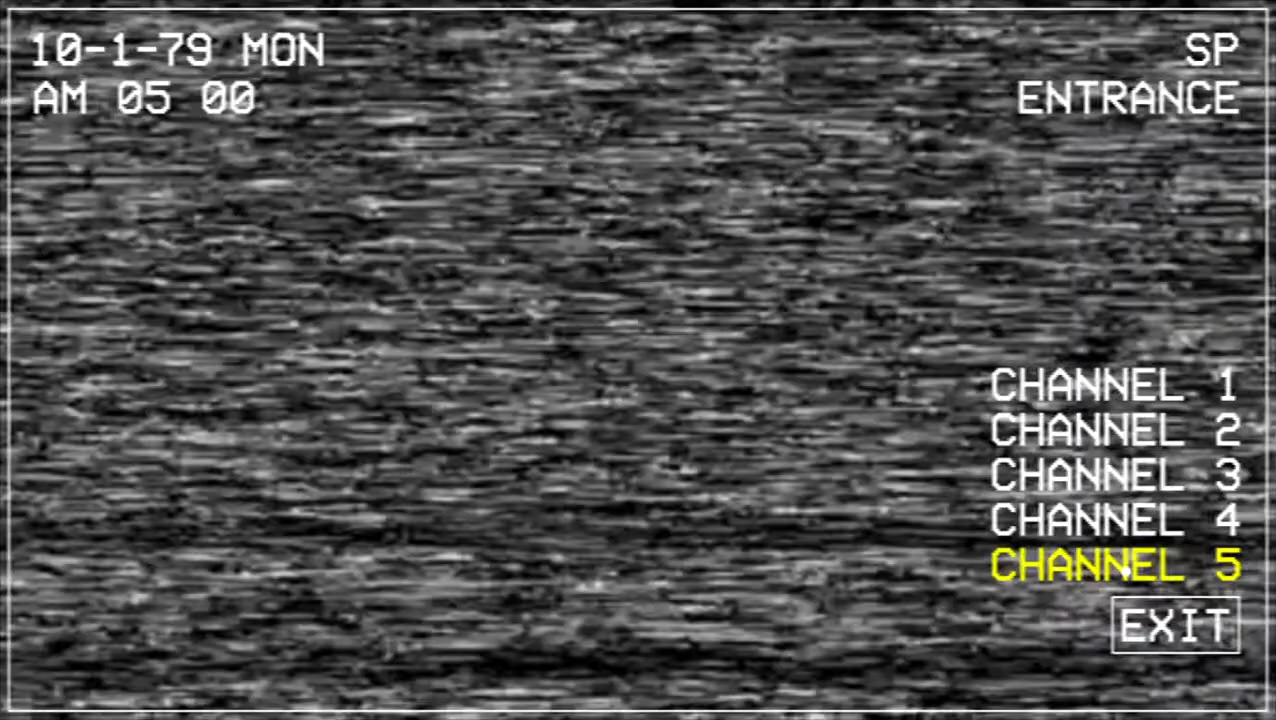 10-1-79 MON
AM 05 00
SP
ENTRANCE
CHANNEL 1
CHANNEL 2
CHANNEL 3
CHANNEL 4
CHANNEL 5
EXIT